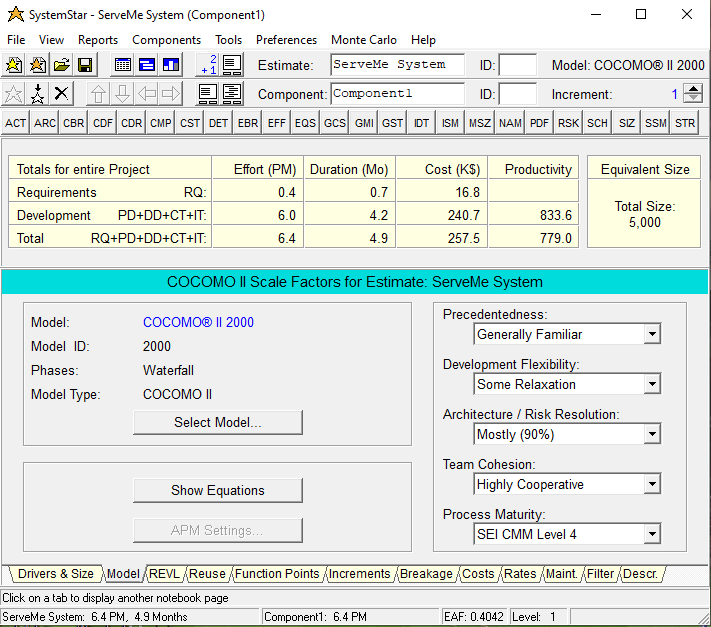 SystemStar - ServeMe System (Component1)
File View Reports Components Tools Preferences Monte Carlo Help
2 +1 Estimate: ServeMe System ID: Model: COCOMO® II 2000
Component: Component1 ID: Increment: 1
ACT ARC CBR CDF CDR CMP CST DET EBR EFF EQS GCS GMI GST IDT ISM MSZ NAM PDF RSK SCH SIZ SSM STR
Totals for entire Project Effort (PM) Duration (Mo) Cost (K$) Productivity Equivalent Size
Requirements RQ: 0.4 0.7 16.8
Development PD+DD+CT+IT: 6.0 4.2 240.7 833.6
Total RQ+PD+DD+CT+IT: 6.4 4.9 257.5 779.0
Total Size:
5,000
COCOMO II Scale Factors for Estimate: ServeMe System
Model: COCOMO® II 2000
Model ID: 2000
Phases: Waterfall
Model Type: COCOMO II
Select Model...
Show Equations
APM Settings...
Precedentedness:
Generally Familiar
Development Flexibility:
Some Relaxation
Architecture / Risk Resolution:
Mostly (90%)
Team Cohesion:
Highly Cooperative
Process Maturity:
SEI CMM Level 4
Drivers & Size Model REVL Reuse Function Points Increments Breakage Costs Rates Maint. Filter Descr.
Click on a tab to display another notebook page
ServeMe System: 6.4 PM, 4.9 Months Component1: 6.4 PM EAF: 0.4042 Level: 1